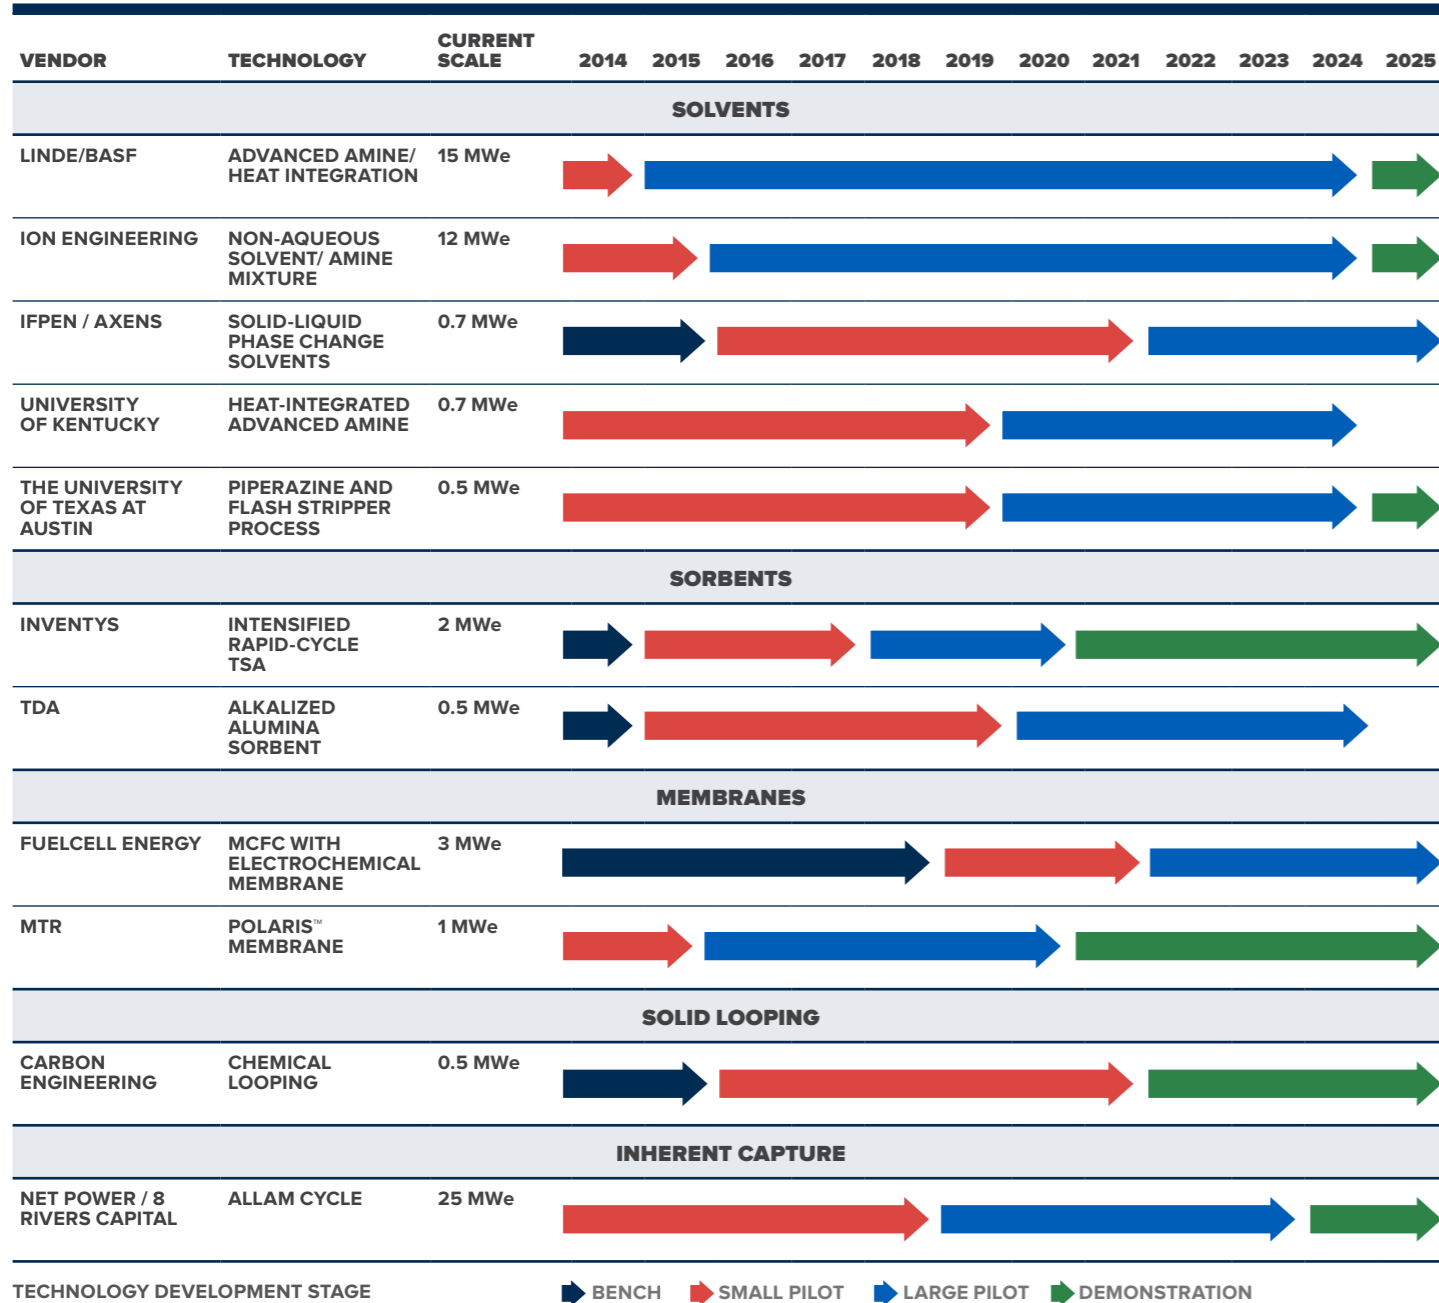 VENDOR TECHNOLOGY CURRENT SCALE 2014 2015 2016 2017 2018 2019 2020 2021 2022 2023 2024 2025
SOLVENTS
LINDE/BASF ADVANCED AMINE/ 15 MWe
HEAT INTEGRATION
ION ENGINEERING NON-AQUEOUS 12 MWe
SOLVENT/ AMINE
MIXTURE
IFPEN / AXENS SOLID-LIQUID 0.7 MWe
PHASE CHANGE
SOLVENTS
UNIVERSITY HEAT-INTEGRATED 0.7 MWe
OF KENTUCKY ADVANCED AMINE
THE UNIVERSITY PIPERAZINE AND 0.5 MWe
OF TEXAS AT FLASH STRIPPER
AUSTIN PROCESS
SORBENTS
INVENTYS INTENSIFIED 2 MWe
RAPID-CYCLE
TSA
TDA ALKALIZED 0.5 MWe
ALUMINA
SORBENT
MEMBRANES
FUELCELL ENERGY MCFC WITH 3 MWe
ELECTROCHEMICAL
MEMBRANE
MTR POLARIS™ 1 MWe
MEMBRANE
SOLID LOOPING
CARBON CHEMICAL 0.5 MWe
ENGINEERING LOOPING
INHERENT CAPTURE
NET POWER / 8 ALLAM CYCLE 25 MWe
RIVERS CAPITAL
TECHNOLOGY DEVELOPMENT STAGE BENCH SMALL PILOT LARGE PILOT DEMONSTRATION